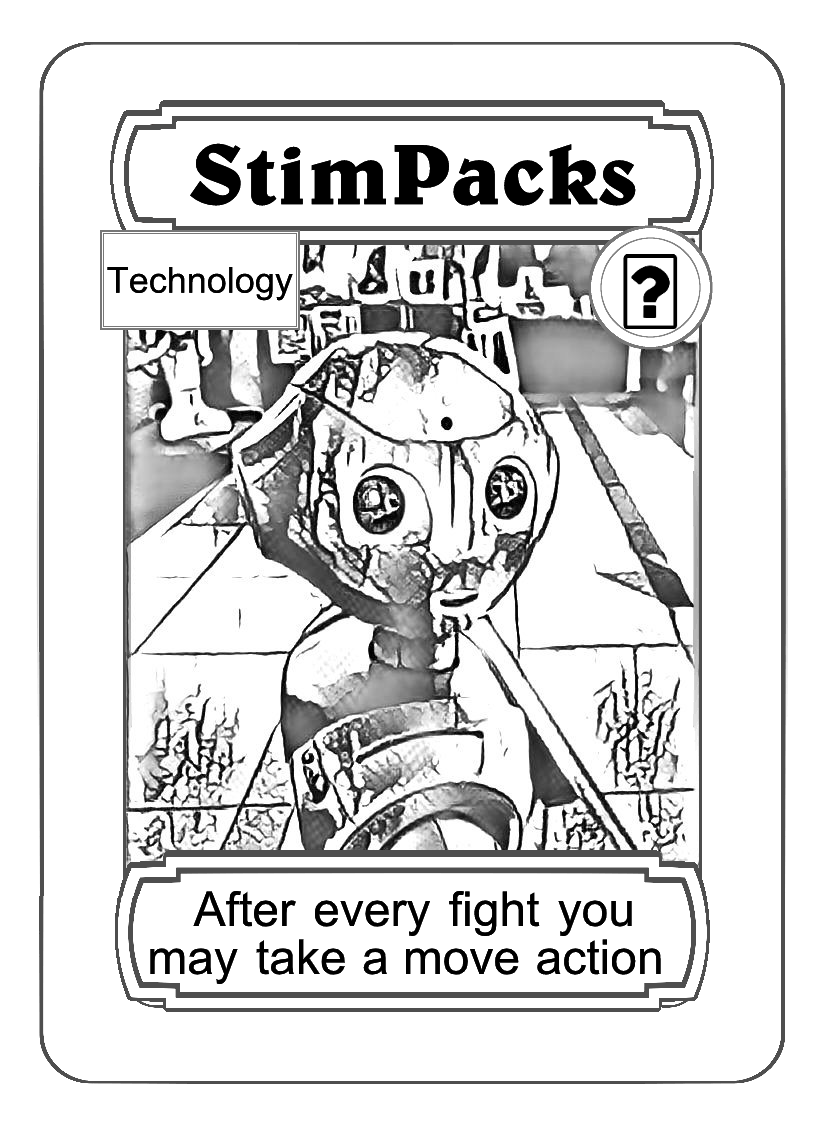 StimPacks
Technology
?
After every fight you
may take a move action